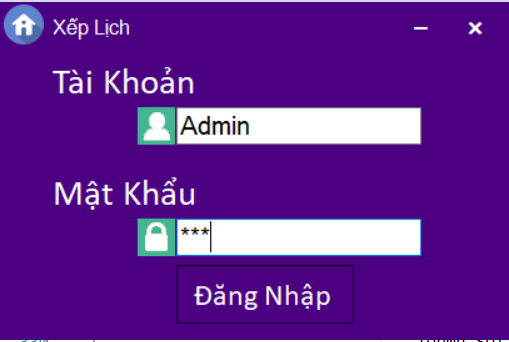 Xếp Lịch
Tài Khoản
Admin
Mật Khẩu
***
Đăng Nhập